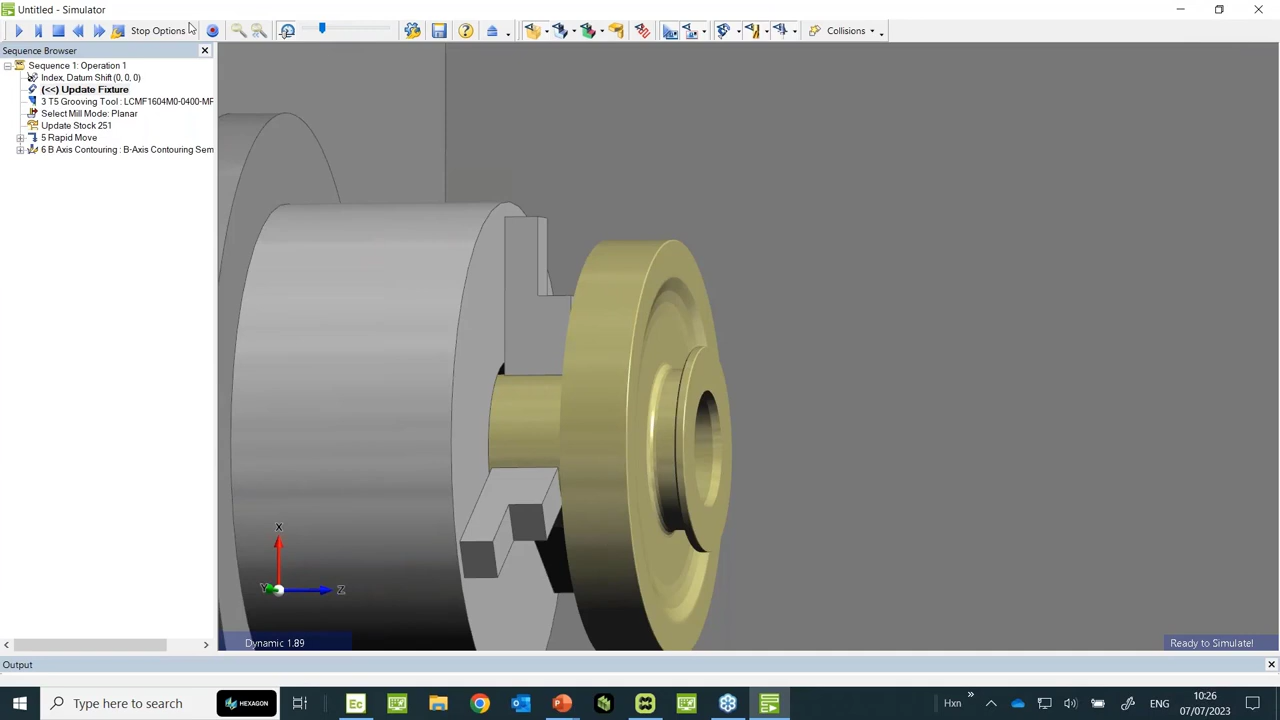 Untitled - Simulator
Stop Options
Collisions
Sequence Browser
Sequence 1: Operation 1
Index, Datum Shift (0, 0, 0)
(<<) Update Fixture
3 T5 Grooving Tool : LCMF1604M0-0400-MF
Select Mill Mode: Planar
Update Stock 251
5 Rapid Move
6 B Axis Contouring : B-Axis Contouring Sem
X
Y
Z
Dynamic 1.89
Ready to Simulate!
Output
Type here to search
HEXAGON
Ec
Hxn
ENG
10:26
07/07/2023